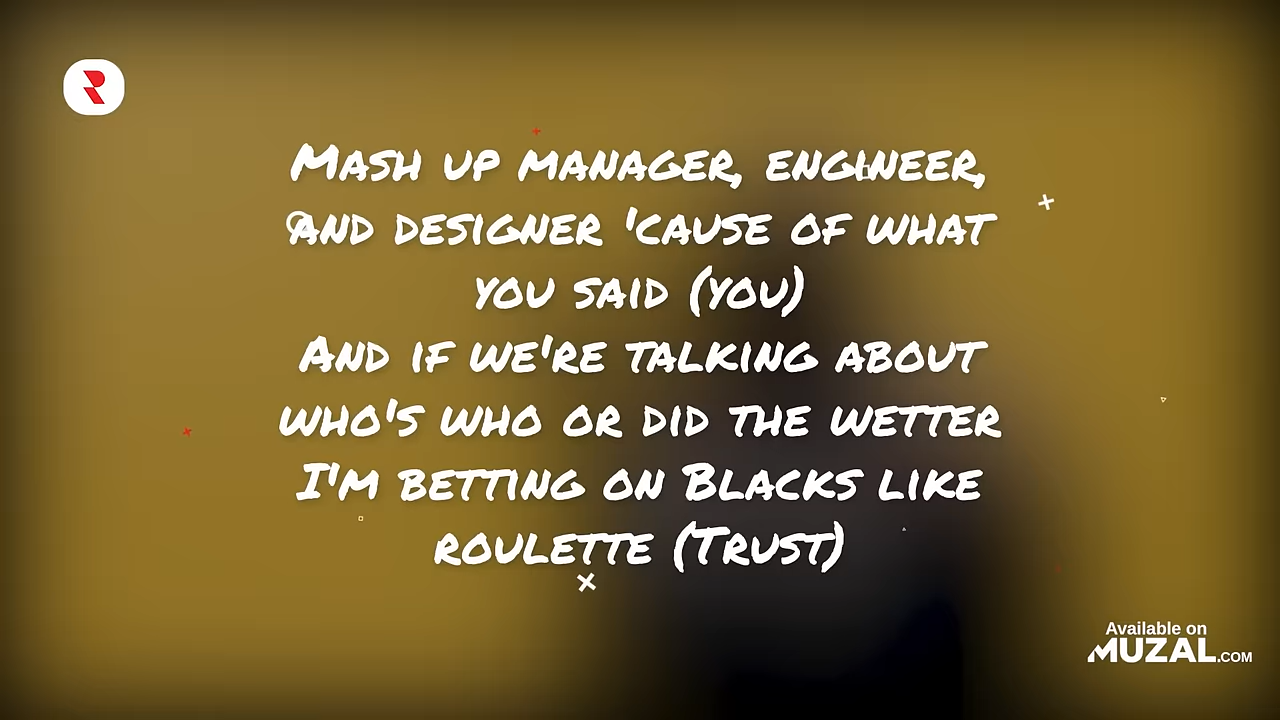 Mash up manager, engineer,
and designer 'cause of what
you said (you)
And if we're talking about
who's who or did the wetter
I'm betting on Blacks like
roulette (Trust)
Available on
MUZAL.COM